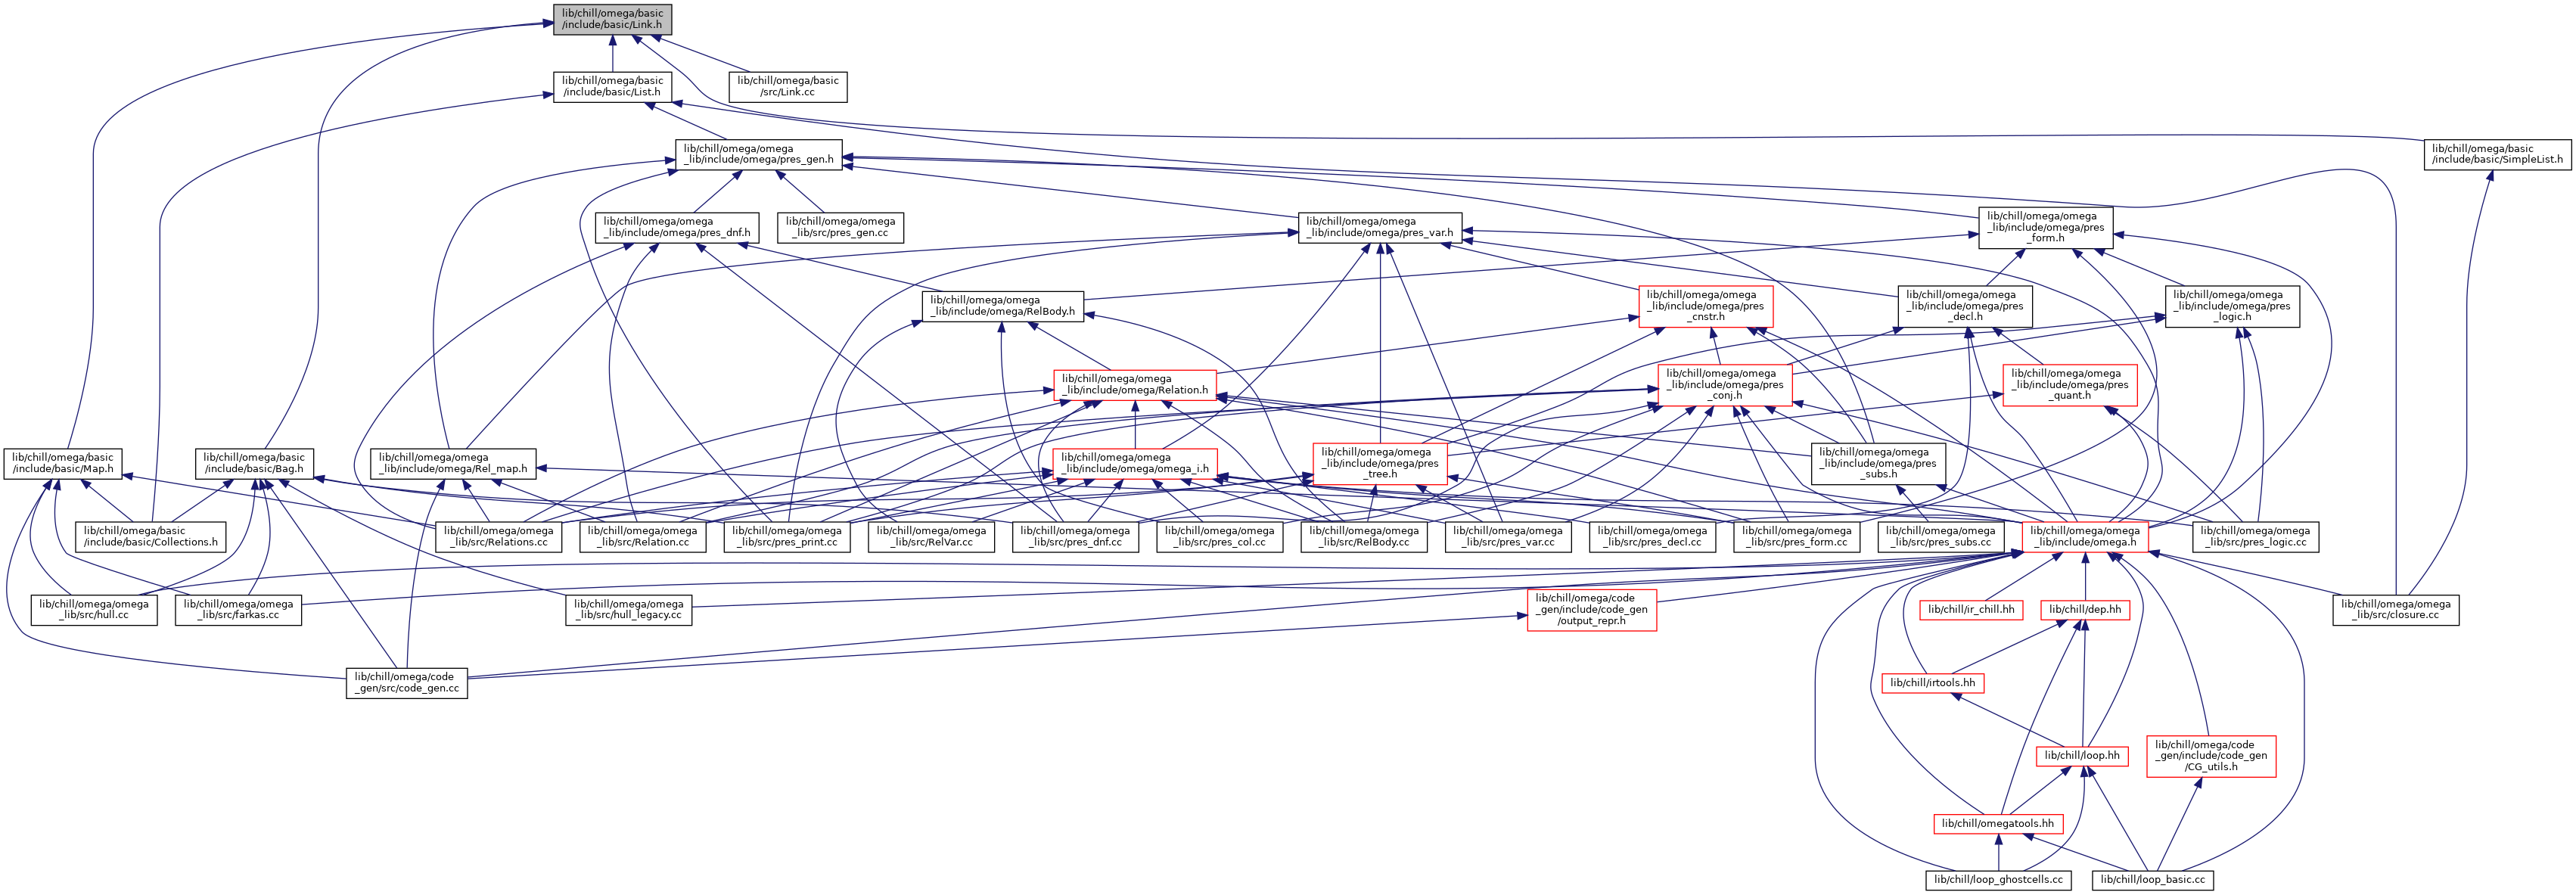 lib/chill/omega/basic
/include/basic/Link.h
lib/chill/omega/basic
/include/basic/List.h
lib/chill/omega/basic
/src/Link.cc
lib/chill/omega/omega
_lib/include/omega/pres_gen.h
lib/chill/omega/basic
/include/basic/SimpleList.h
lib/chill/omega/omega
_lib/include/omega/pres_dnf.h
lib/chill/omega/omega
_lib/src/pres_gen.cc
lib/chill/omega/omega
_lib/include/omega/pres_var.h
lib/chill/omega/omega
_lib/include/omega/pres
_form.h
lib/chill/omega/omega
_lib/include/omega/RelBody.h
lib/chill/omega/omega
_lib/include/omega/pres
_cnstr.h
lib/chill/omega/omega
_lib/include/omega/pres
_decl.h
lib/chill/omega/omega
_lib/include/omega/pres
_logic.h
lib/chill/omega/omega
_lib/include/omega/Relation.h
lib/chill/omega/omega
_lib/include/omega/pres
_conj.h
lib/chill/omega/omega
_lib/include/omega/pres
_quant.h
lib/chill/omega/basic
/include/basic/Map.h
lib/chill/omega/basic
/include/basic/Bag.h
lib/chill/omega/omega
_lib/include/omega/Rel_map.h
lib/chill/omega/omega
_lib/include/omega/omega_i.h
lib/chill/omega/omega
_lib/include/omega/pres
_tree.h
lib/chill/omega/omega
_lib/include/omega/pres
_subs.h
lib/chill/omega/basic
/include/basic/Collections.h
lib/chill/omega/omega
_lib/src/Relations.cc
lib/chill/omega/omega
_lib/src/Relation.cc
lib/chill/omega/omega
_lib/src/pres_print.cc
lib/chill/omega/omega
_lib/src/RelVar.cc
lib/chill/omega/omega
_lib/src/pres_dnf.cc
lib/chill/omega/omega
_lib/src/pres_col.cc
lib/chill/omega/omega
_lib/src/RelBody.cc
lib/chill/omega/omega
_lib/src/pres_var.cc
lib/chill/omega/omega
_lib/src/pres_decl.cc
lib/chill/omega/omega
_lib/src/pres_form.cc
lib/chill/omega/omega
_lib/src/pres_subs.cc
lib/chill/omega/omega
_lib/include/omega.h
lib/chill/omega/omega
_lib/src/pres_logic.cc
lib/chill/omega/omega
_lib/src/hull.cc
lib/chill/omega/omega
_lib/src/farkas.cc
lib/chill/omega/omega
_lib/src/hull_legacy.cc
lib/chill/omega/code
_gen/include/code_gen
/output_repr.h
lib/chill/ir_chill.hh
lib/chill/dep.hh
lib/chill/omega/omega
_lib/src/closure.cc
lib/chill/omega/code
_gen/src/code_gen.cc
lib/chill/irtools.hh
lib/chill/loop.hh
lib/chill/omega/code
_gen/include/code_gen
/CG_utils.h
lib/chill/omegatools.hh
lib/chill/loop_ghostcells.cc
lib/chill/loop_basic.cc